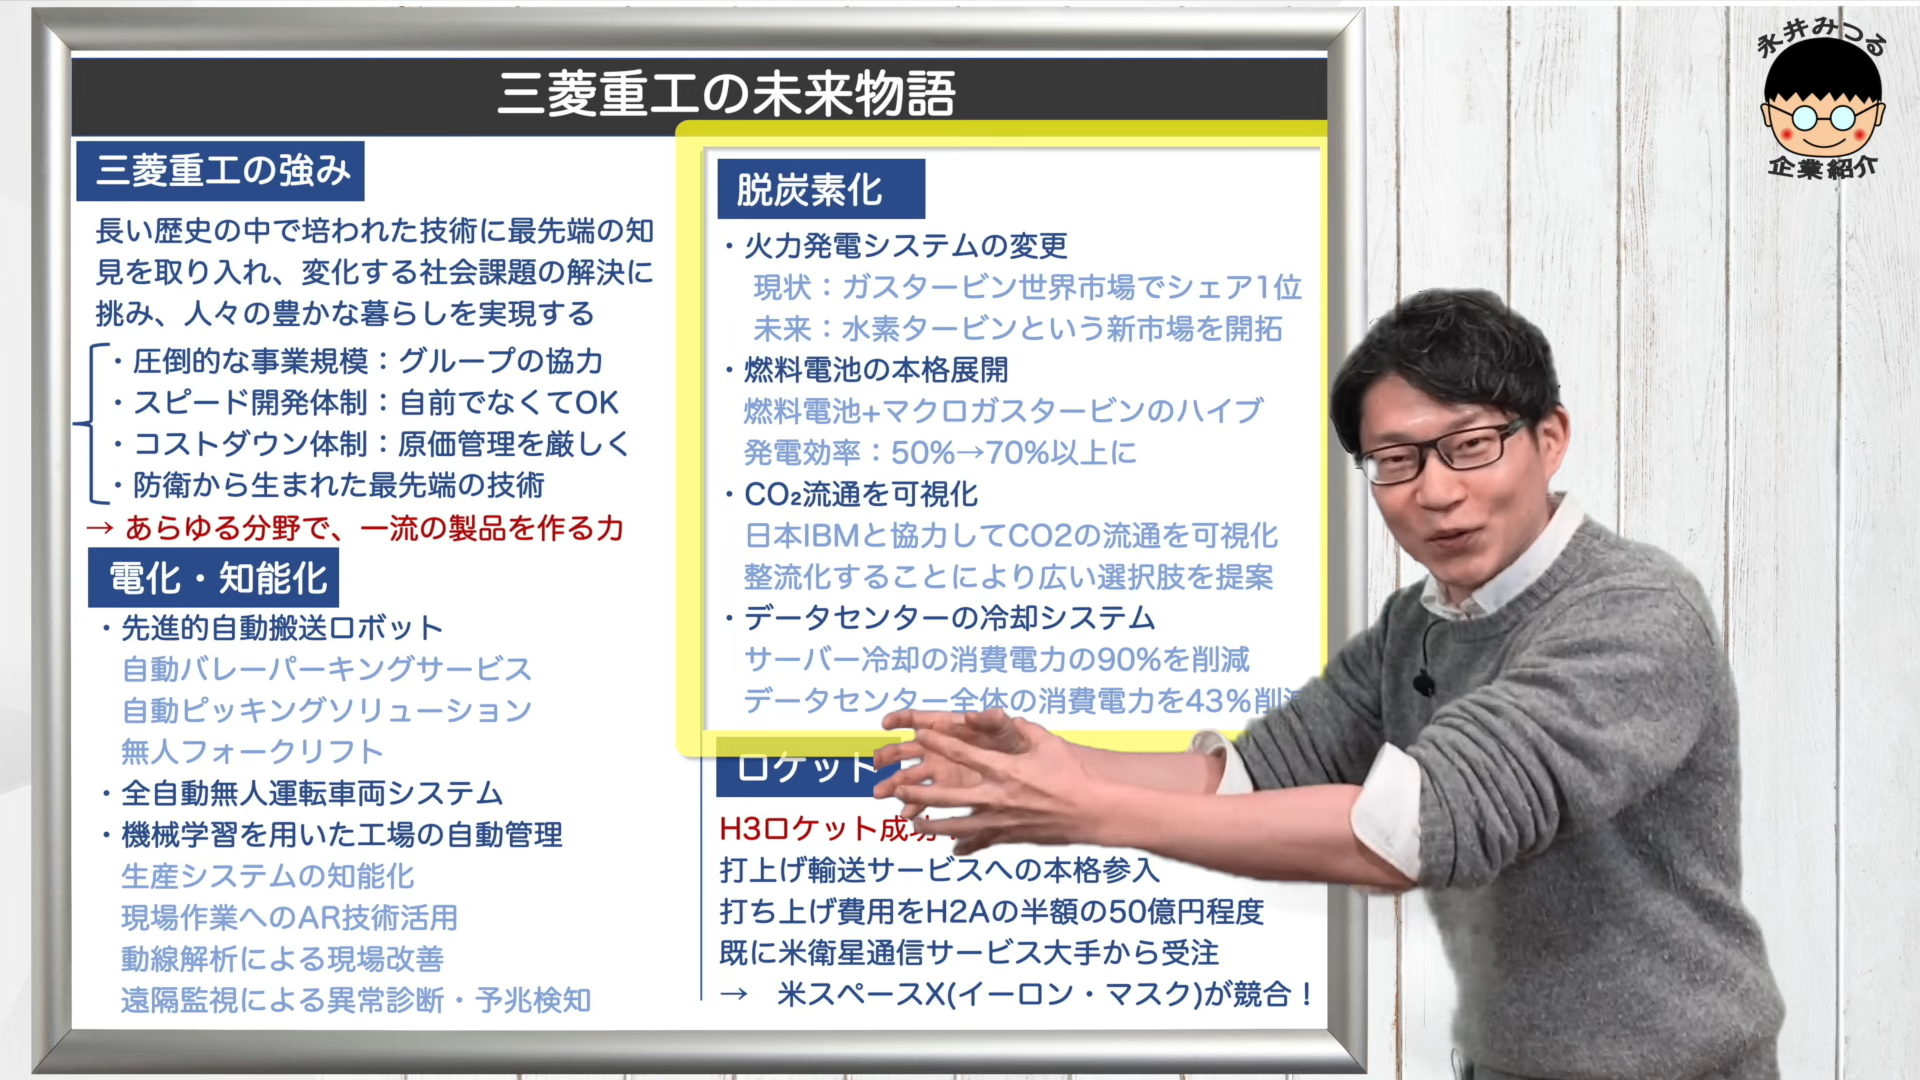 三菱重工の未来物語
三菱重工の強み
長い歴史の中で培われた技術に最先端の知
見を取り入れ、変化する社会課題の解決に
挑み、人々の豊かな暮らしを実現する
・圧倒的な事業規模：グループの協力
・スピード開発体制：自前でなくてOK
・コストダウン体制：原価管理を厳しく
・防衛から生まれた最先端の技術
→ あらゆる分野で、一流の製品を作る力
電化・知能化
・先進的自動搬送ロボット
自動バレーパーキングサービス
自動ピッキングソリューション
無人フォークリフト
・全自動無人運転車両システム
・機械学習を用いた工場の自動管理
生産システムの知能化
現場作業へのAR技術活用
動線解析による現場改善
遠隔監視による異常診断・予兆検知
脱炭素化
・火力発電システムの変更
現状：ガスタービン世界市場でシェア1位
未来：水素タービンという新市場を開拓
・燃料電池の本格展開
燃料電池+マクロガスタービンのハイブ
発電効率：50%→70%以上に
・CO₂流通を可視化
日本IBMと協力してCO2の流通を可視化
整流化することにより広い選択肢を提案
・データセンターの冷却システム
サーバー冷却の消費電力の90%を削減
データセンター全体の消費電力を43%削減
ロケット
H3ロケット成功
打上げ輸送サービスへの本格参入
打ち上げ費用をH2Aの半額の50億円程度
既に米衛星通信サービス大手から受注
→ 米スペースX(イーロン・マスク)が競合！
永井みつる
企業紹介